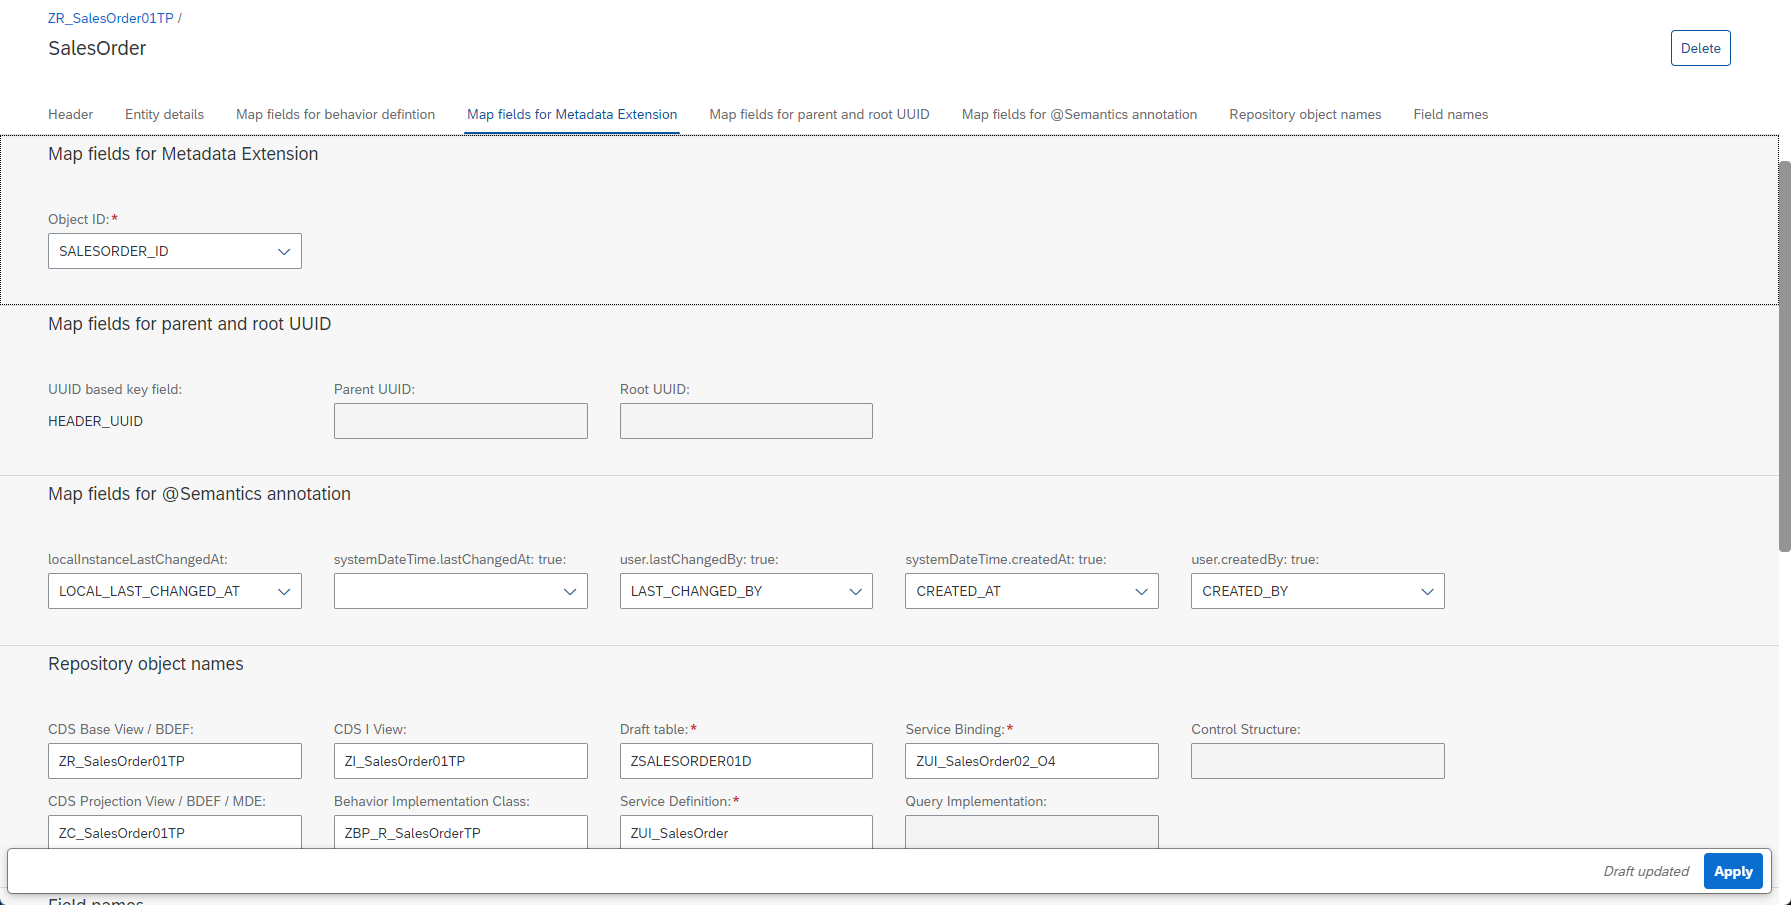 ZR_SalesOrder01TP /
SalesOrder
Delete
Header Entity details Map fields for behavior defintion Map fields for Metadata Extension Map fields for parent and root UUID Map fields for @Semantics annotation Repository object names Field names
Map fields for Metadata Extension
Object ID:*
SALESORDER_ID
Map fields for parent and root UUID
UUID based key field: Parent UUID: Root UUID:
HEADER_UUID
Map fields for @Semantics annotation
localInstanceLastChangedAt: systemDateTime.lastChangedAt: true: user.lastChangedBy: true: systemDateTime.createdAt: true: user.createdBy: true:
LOCAL_LAST_CHANGED_AT LAST_CHANGED_BY CREATED_AT CREATED_BY
Repository object names
CDS Base View / BDEF: CDS I View: Draft table:* Service Binding:* Control Structure:
ZR_SalesOrder01TP ZI_SalesOrder01TP ZSALESORDER01D ZUI_SalesOrder02_O4
CDS Projection View / BDEF / MDE: Behavior Implementation Class: Service Definition:* Query Implementation:
ZC_SalesOrder01TP ZBP_R_SalesOrderTP ZUI_SalesOrder
Draft updated Apply
Field names